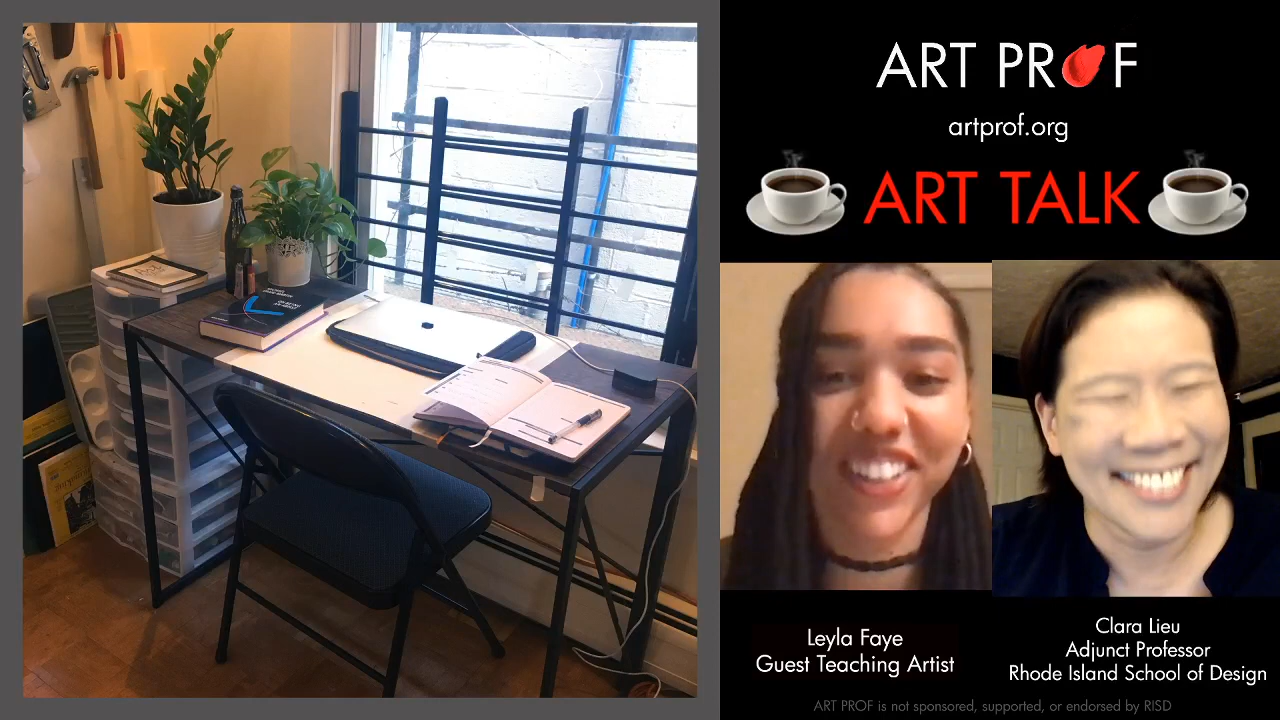 ART PROF
artprof.org
ART TALK
Leyla Faye
Guest Teaching Artist
Clara Lieu
Adjunct Professor
Rhode Island School of Design
ART PROF is not sponsored, supported, or endorsed by RISD